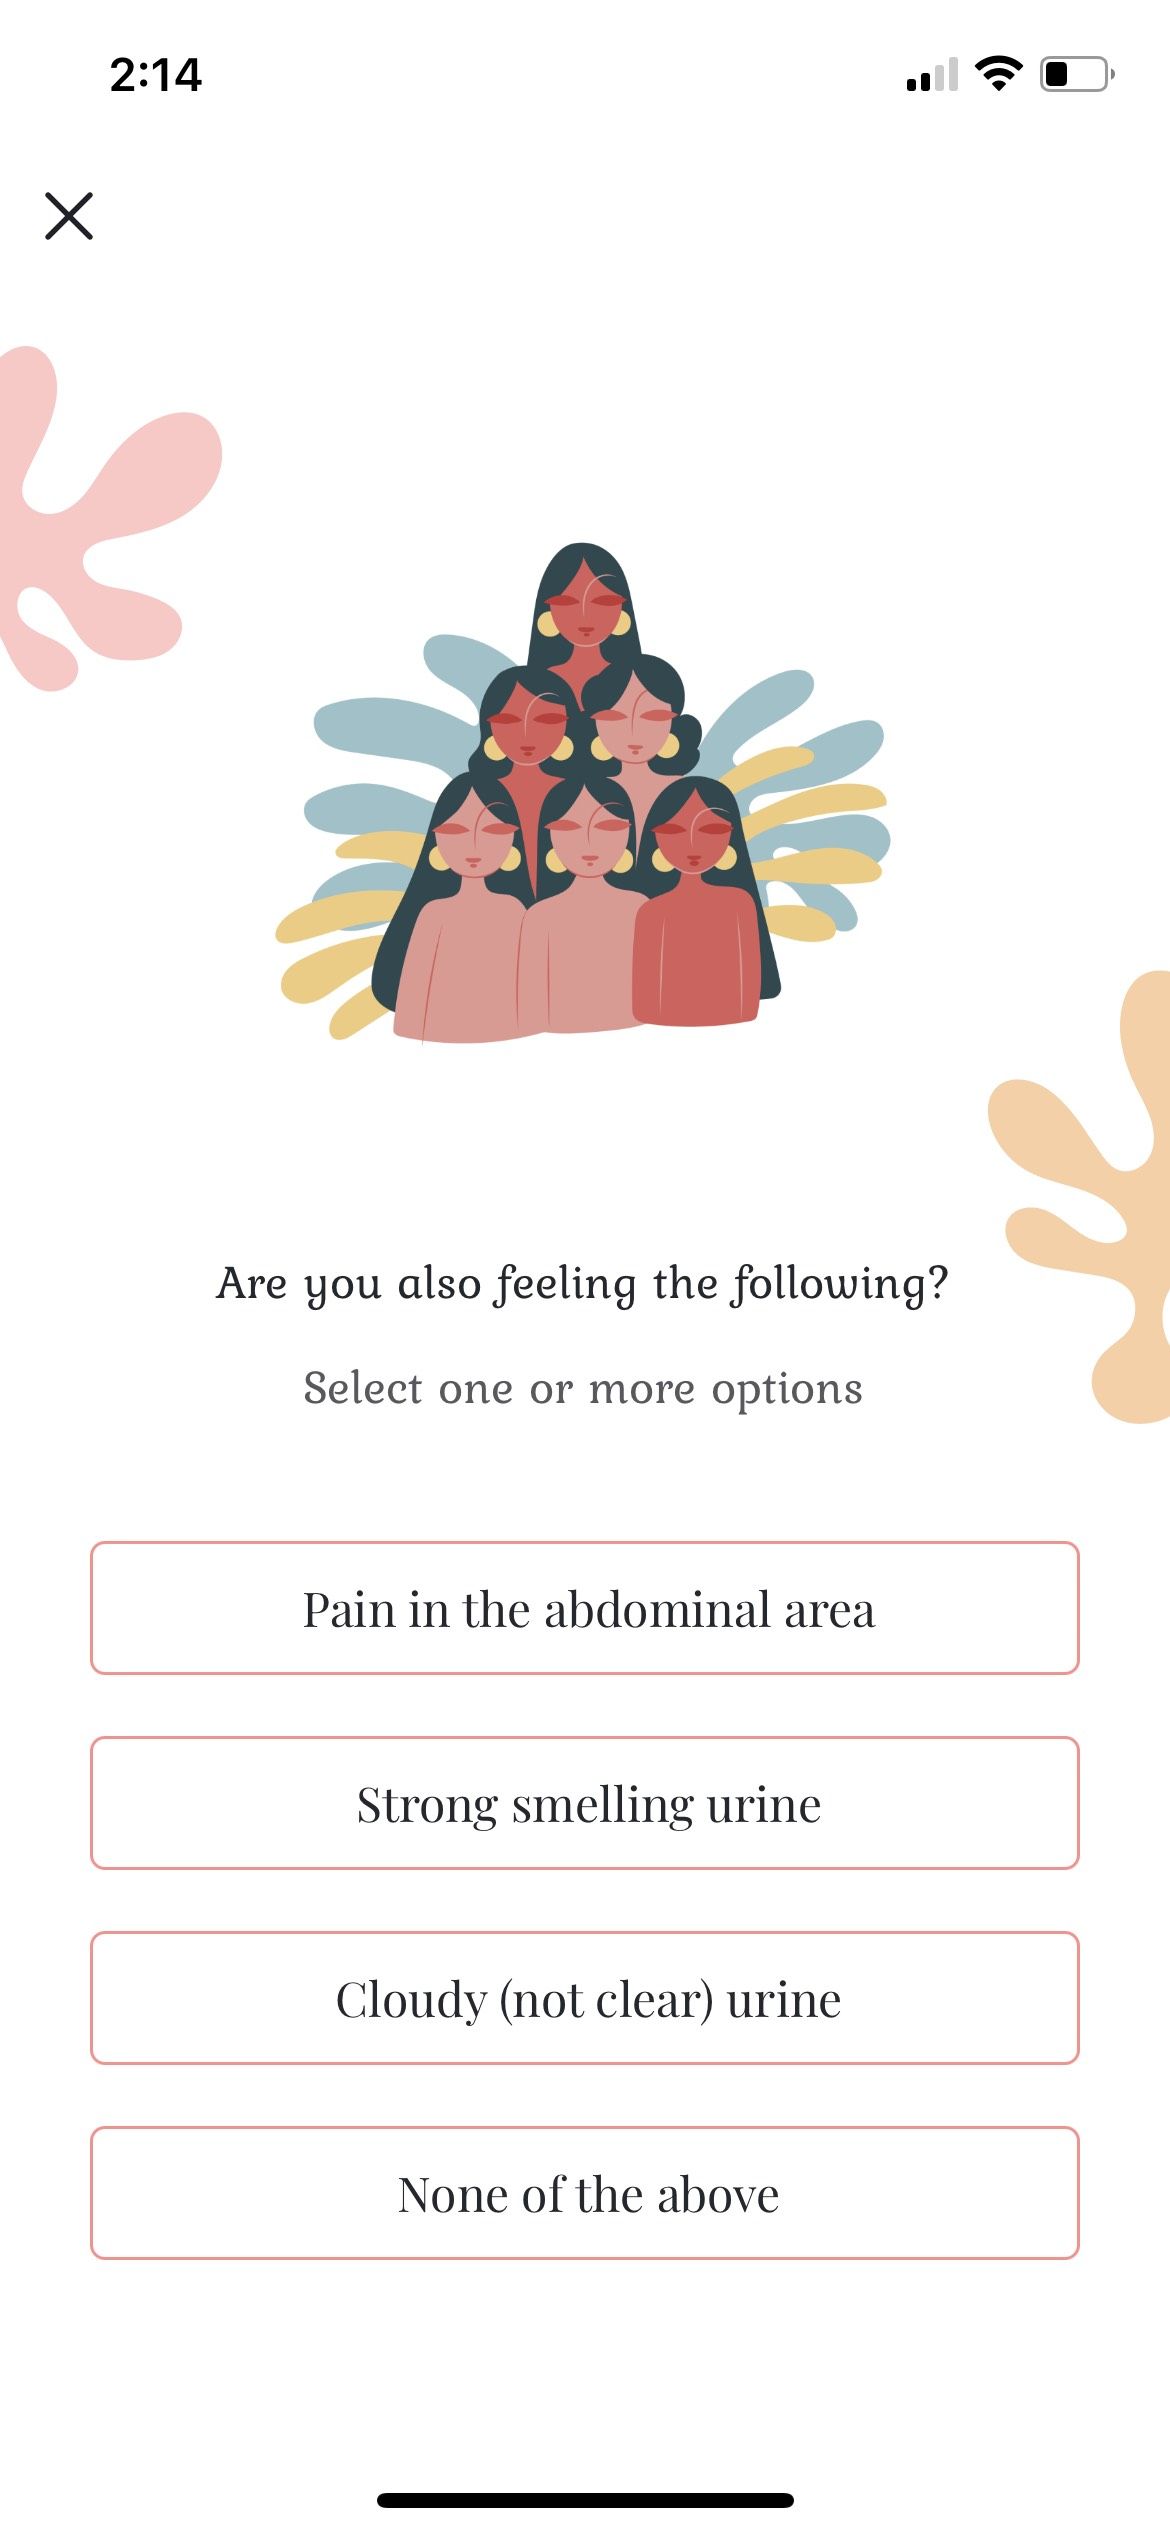 2:14
Are you also feeling the following?
Select one or more options
Pain in the abdominal area
Strong smelling urine
Cloudy (not clear) urine
None of the above